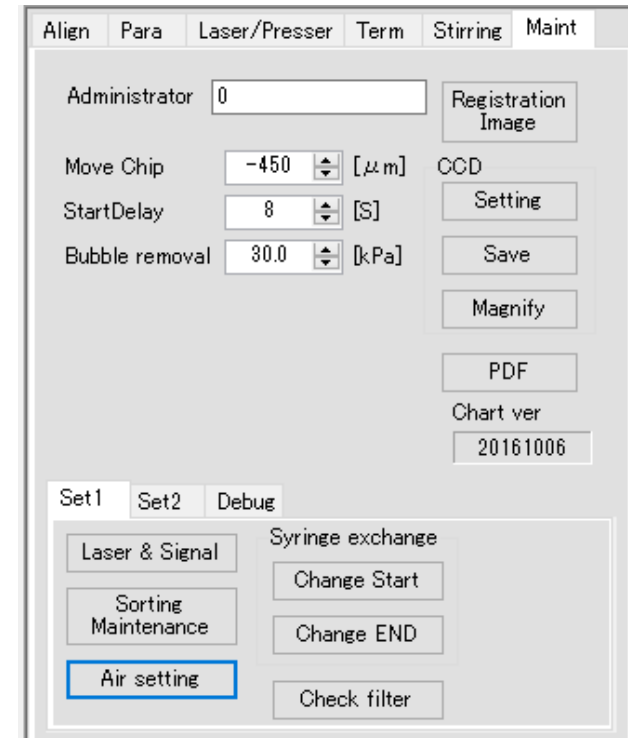 Align Para Laser/Presser Term Stirring Maint
Administrator 0
Registration
Image
Move Chip -450 [μm]
CCD
StartDelay 8 [S]
Setting
Bubble removal 30.0 [kPa]
Save
Magnify
PDF
Chart ver
20161006
Set1 Set2 Debug
Laser & Signal
Syringe exchange
Change Start
Sorting
Maintenance
Change END
Air setting
Check filter